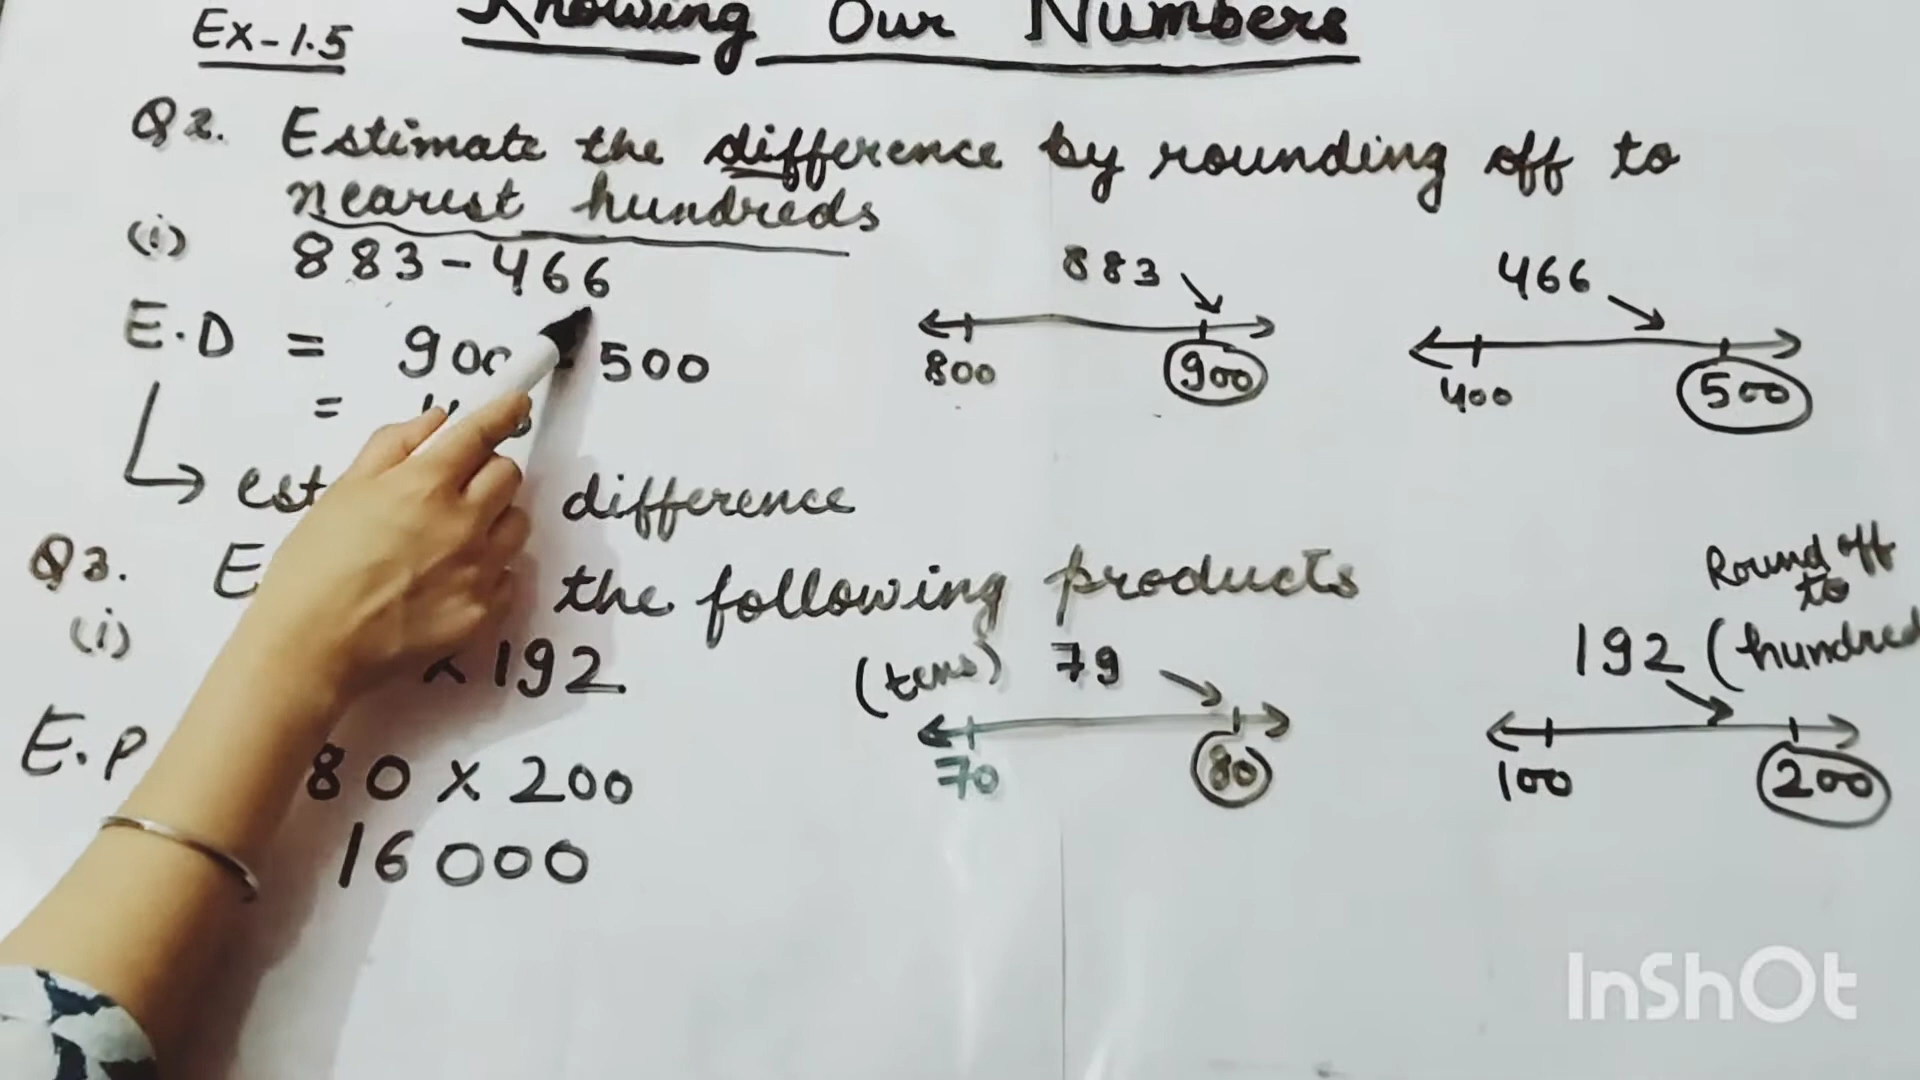 Ex-1.5 Knowing Our Numbers
Q2. Estimate the difference by rounding off to
nearest hundreds
(i) 883-466
E.D = 900 - 500
=
difference
883
800 900
466
400 500
Q3. the following products
(i) ×192
E.P 80 × 200
16000
(tens) 79
70 80
Round off
to
192 (hundred
100 200
InShOt